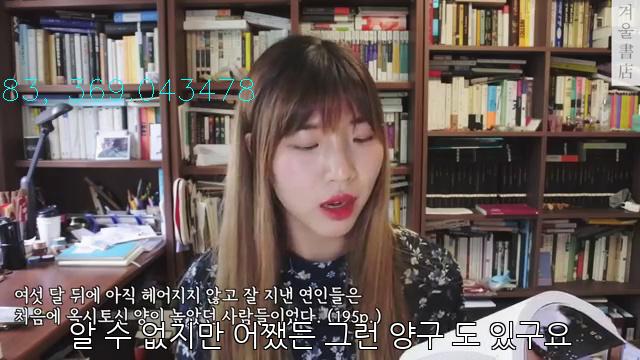 겨울書店
83, 369.043478
여섯 달 뒤에 아직 헤어지지 않고 잘 지낸 연인들은
처음에 옥시토신 양이 높았던 사람들이었다. (195p.)
알 수 없지만 어쨌든 그런 양구 도 있구요